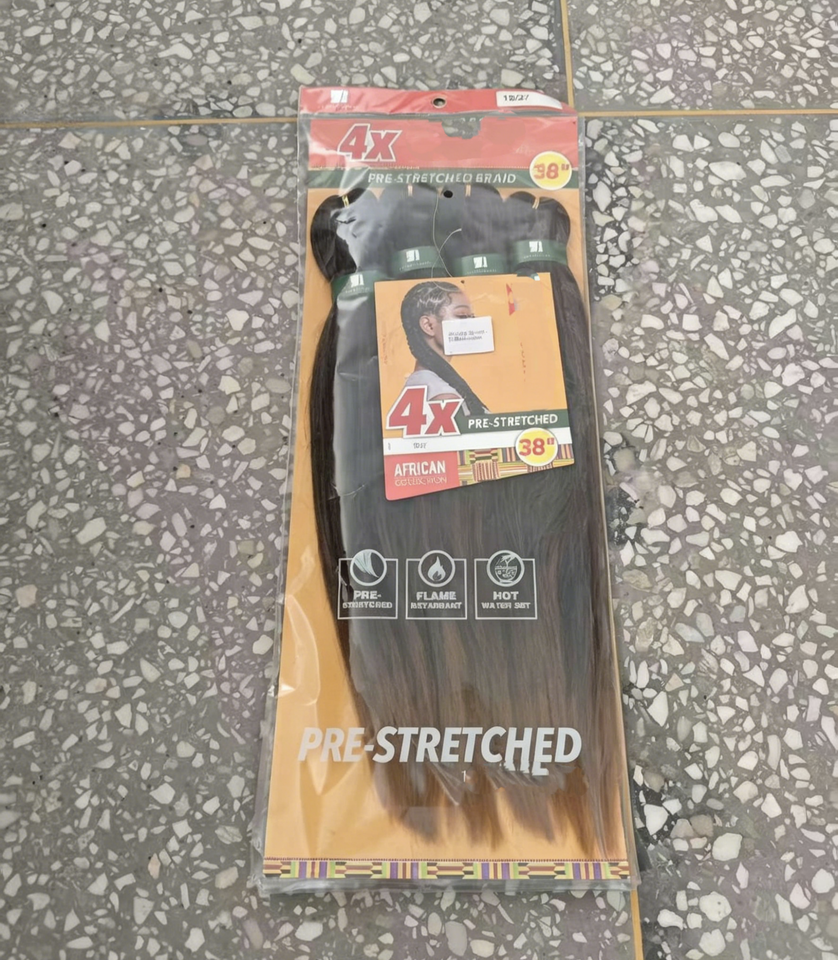 4X
PRE-STRETCHED BRAID
38"
4X
PRE-STRETCHED
38"
AFRICAN
COLLECTION
PRE-
STRETCHED
FLAME
RETARDANT
HOT
WATER SET
PRE-STRETCHED